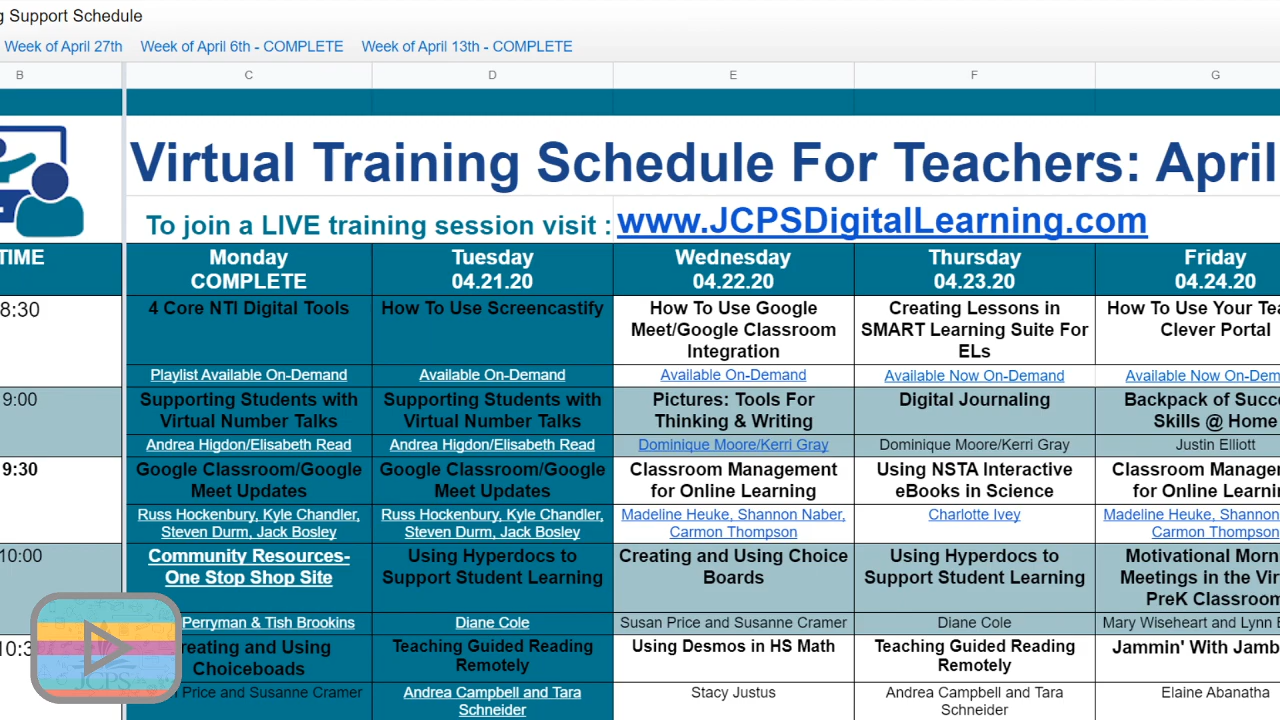 g Support Schedule
Week of April 27th Week of April 6th - COMPLETE Week of April 13th - COMPLETE
B C D E F G
Virtual Training Schedule For Teachers: April
To join a LIVE training session visit : www.JCPSDigitalLearning.com
TIME
Monday
COMPLETE
Tuesday
04.21.20
Wednesday
04.22.20
Thursday
04.23.20
Friday
04.24.20
8:30
4 Core NTI Digital Tools
Playlist Available On-Demand
How To Use Screencastify
Available On-Demand
How To Use Google
Meet/Google Classroom
Integration
Available On-Demand
Creating Lessons in
SMART Learning Suite For
ELs
Available Now On-Demand
How To Use Your Tea
Clever Portal
Available Now On-Dem
9:00
Supporting Students with
Virtual Number Talks
Andrea Higdon/Elisabeth Read
Supporting Students with
Virtual Number Talks
Andrea Higdon/Elisabeth Read
Pictures: Tools For
Thinking & Writing
Dominique Moore/Kerri Gray
Digital Journaling
Dominique Moore/Kerri Gray
Backpack of Succe
Skills @ Home
Justin Elliott
9:30
Google Classroom/Google
Meet Updates
Russ Hockenbury, Kyle Chandler,
Steven Durm, Jack Bosley
Google Classroom/Google
Meet Updates
Russ Hockenbury, Kyle Chandler,
Steven Durm, Jack Bosley
Classroom Management
for Online Learning
Madeline Heuke, Shannon Naber,
Carmon Thompson
Using NSTA Interactive
eBooks in Science
Charlotte Ivey
Classroom Manager
for Online Learnin
Madeline Heuke, Shannon
Carmon Thompson
10:00
Community Resources-
One Stop Shop Site
Perryman & Tish Brookins
Using Hyperdocs to
Support Student Learning
Diane Cole
Creating and Using Choice
Boards
Susan Price and Susanne Cramer
Using Hyperdocs to
Support Student Learning
Diane Cole
Motivational Morn
Meetings in the Vir
PreK Classroom
Mary Wiseheart and Lynn
10:3
reating and Using
Choiceboads
Price and Susanne Cramer
Teaching Guided Reading
Remotely
Andrea Campbell and Tara
Schneider
Using Desmos in HS Math
Stacy Justus
Teaching Guided Reading
Remotely
Andrea Campbell and Tara
Schneider
Jammin' With Jamb
Elaine Abanatha
JCPS